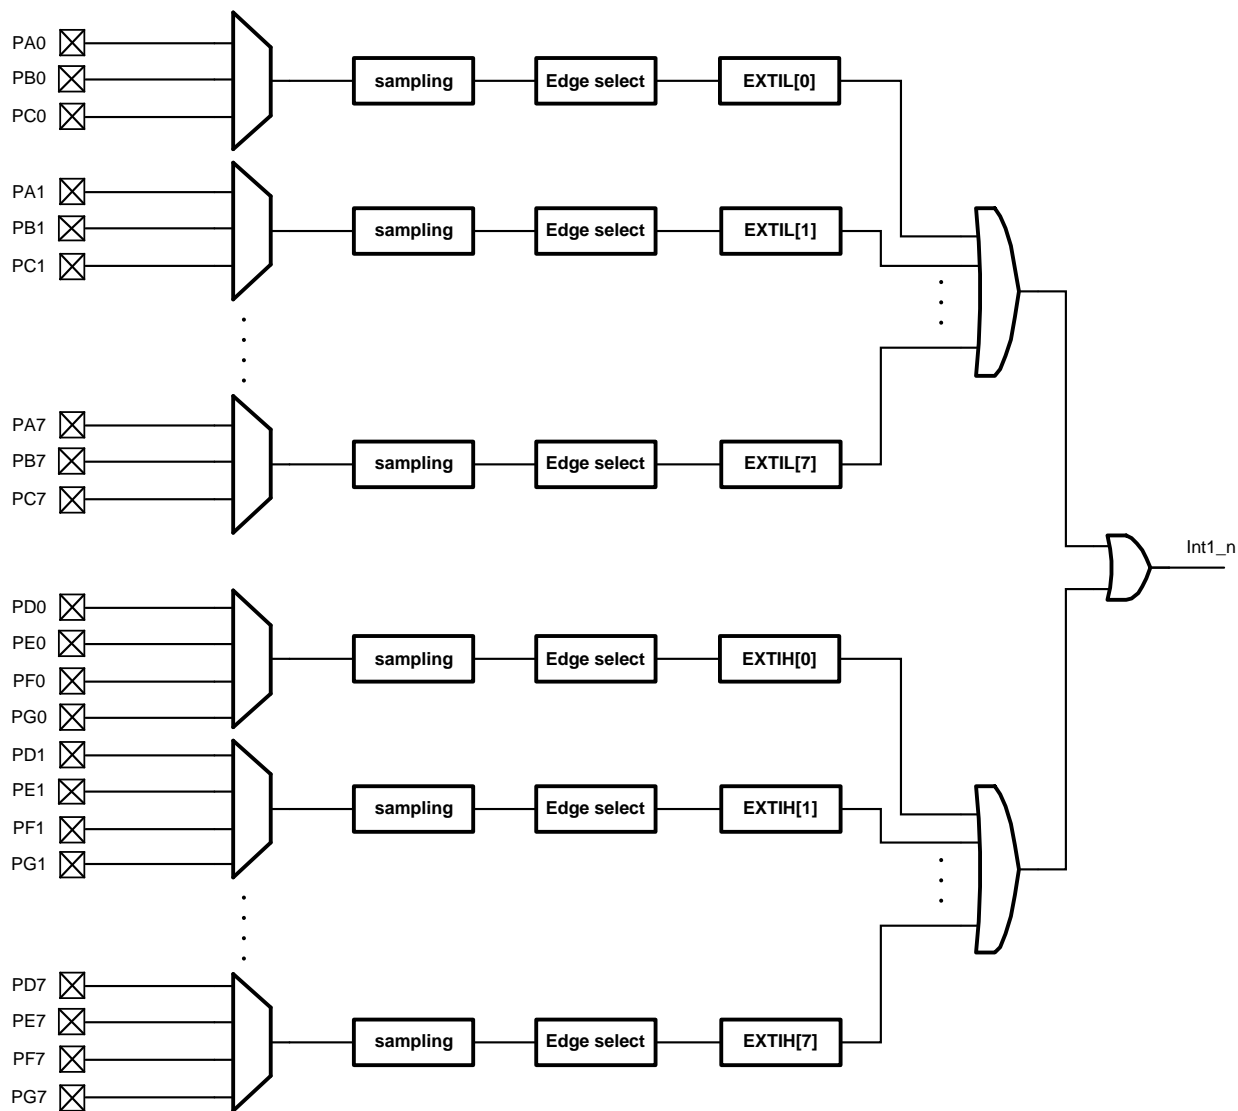 PA0
PB0
PC0
sampling
Edge select
EXTIL[0]
PA1
PB1
PC1
sampling
Edge select
EXTIL[1]
PA7
PB7
PC7
sampling
Edge select
EXTIL[7]
Int1_n
PD0
PE0
PF0
PG0
sampling
Edge select
EXTIH[0]
PD1
PE1
PF1
PG1
sampling
Edge select
EXTIH[1]
PD7
PE7
PF7
PG7
sampling
Edge select
EXTIH[7]